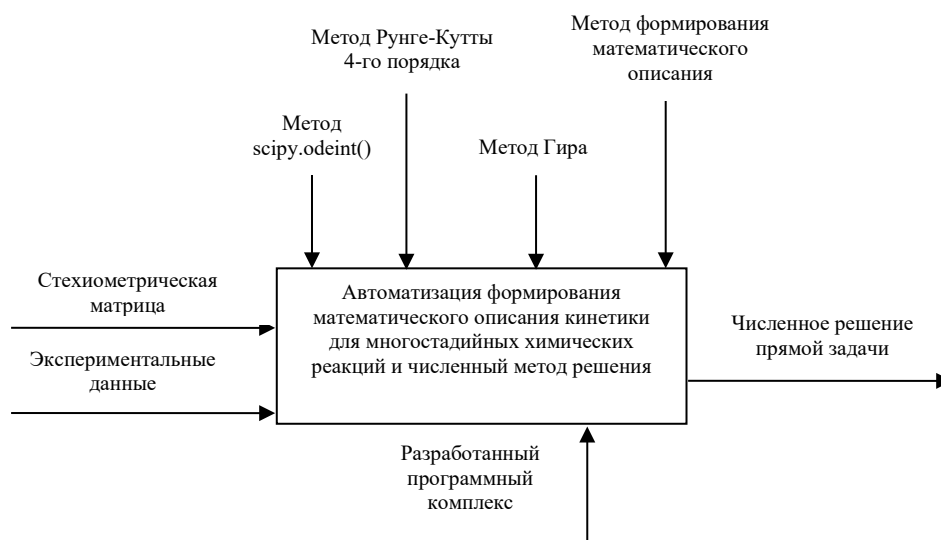 Метод Рунге-Кутты
4-го порядка
Метод формирования
математического
описания
Метод
scipy.odeint()
Метод Гира
Стехиометрическая
матрица
Экспериментальные
данные
Автоматизация формирования
математического описания кинетики
для многостадийных химических
реакций и численный метод решения
Численное решение
прямой задачи
Разработанный
программный
комплекс